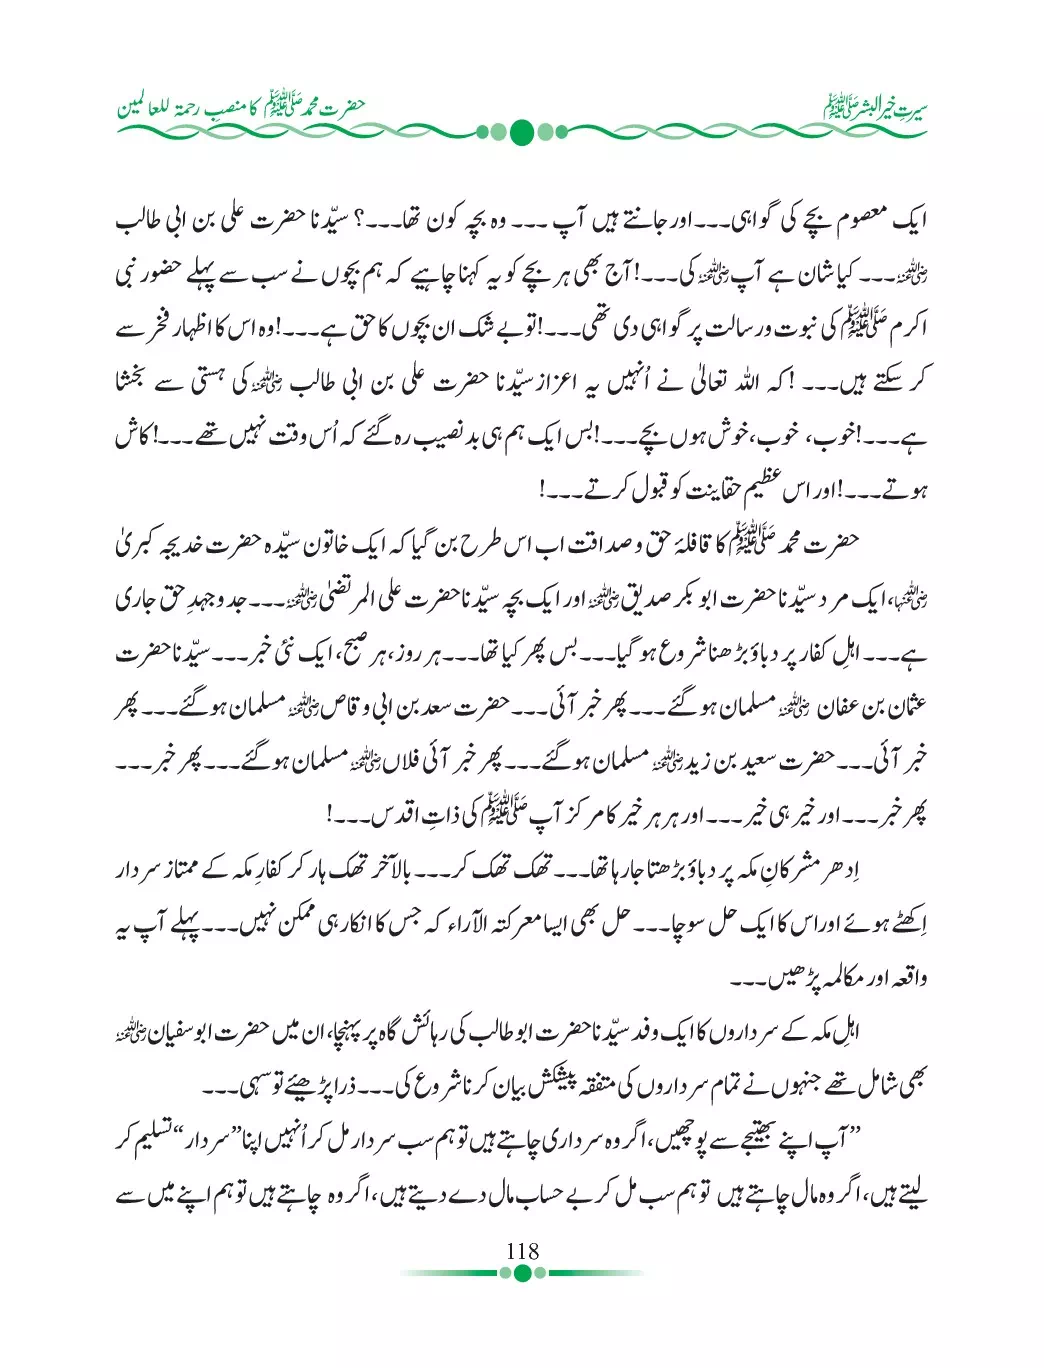 سیرتِ خیر البشر ﷺ
حضرت محمد ﷺ کا منصبِ رحمۃ للعالمین
ایک معصوم بچے کی گواہی۔۔۔اور جانتے ہیں آپ ۔۔۔ وہ بچہ کون تھا۔۔۔؟ سیّدنا حضرت علی بن ابی طالب
رضی اللہ عنہ۔۔۔ کیا شان ہے آپ رضی اللہ عنہ کی۔۔۔!آج بھی ہر بچے کو یہ کہنا چاہیے کہ ہم بچوں نے سب سے پہلے حضور نبی
اکرم ﷺ کی نبوت و رسالت پر گواہی دی تھی۔۔۔!تو بے شک ان بچوں کا حق ہے۔۔۔!وہ اس کا اظہار فخر سے
کر سکتے ہیں۔۔۔ !کہ اللہ تعالیٰ نے اُنہیں یہ اعزاز سیّدنا حضرت علی بن ابی طالب رضی اللہ عنہ کی ہستی سے بخشا
ہے۔۔۔!خوب، خوب،خوش ہوں بچے۔۔۔!بس ایک ہم ہی بد نصیب رہ گئے کہ اُس وقت نہیں تھے۔۔۔!کاش
ہوتے۔۔۔!اور اس عظیم حقاینت کو قبول کرتے۔۔۔!
حضرت محمد ﷺ کا قافلۂ حق و صداقت اب اس طرح بن گیا کہ ایک خاتون سیّدہ حضرت خدیجہ کبریٰ
رضی اللہ عنہا،ایک مرد سیّدنا حضرت ابو بکر صدیق رضی اللہ عنہ اور ایک بچہ سیّدنا حضرت علی المرتضیٰ رضی اللہ عنہ۔۔۔جد و جہدِ حق جاری
ہے۔۔۔اہلِ کفار پر دباؤ بڑھنا شروع ہو گیا۔۔۔بس پھر کیا تھا۔۔۔ہر روز،ہر صبح، ایک نئی خبر۔۔۔سیّدنا حضرت
عثمان بن عفان رضی اللہ عنہ مسلمان ہو گئے۔۔۔پھر خبر آئی۔۔۔حضرت سعد بن ابی وقاص رضی اللہ عنہ مسلمان ہو گئے۔۔۔پھر
خبر آئی۔۔۔حضرت سعید بن زید رضی اللہ عنہ مسلمان ہو گئے۔۔۔پھر خبر آئی فلاں رضی اللہ عنہ مسلمان ہو گئے۔۔۔پھر خبر۔۔۔
پھر خبر۔۔۔اور خیر ہی خیر۔۔۔اور ہر ہر خیر کا مرکز آپ ﷺ کی ذاتِ اقدس۔۔۔!
اِدھر مشرکانِ مکہ پر دباؤ بڑھتا جا رہا تھا۔۔۔تھک تھک کر۔۔۔بالآخر تھک ہار کر کفارِ مکہ کے ممتاز سردار
اِکھٹے ہوئے اور اس کا ایک حل سوچا۔۔۔حل بھی ایسا معرکتہ الآراء کہ جس کا انکار ہی ممکن نہیں۔۔۔پہلے آپ یہ
واقعہ اور مکالمہ پڑھیں۔۔۔
اہلِ مکہ کے سرداروں کا ایک وفد سیّدنا حضرت ابو طالب کی رہائش گاہ پر پہنچا،ان میں حضرت ابو سفیان رضی اللہ عنہ
بھی شامل تھے جنہوں نے تمام سرداروں کی متفقہ پیشکش بیان کرنا شروع کی۔۔۔ذرا پڑھیئے تو سہی۔۔۔
”آپ اپنے بھتیجے سے پوچھیں،اگر وہ سرداری چاہتے ہیں تو ہم سب سردار مل کر اُنہیں اپنا”سردار“تسلیم کر
لیتے ہیں،اگر وہ مال چاہتے ہیں تو ہم سب مل کر بے حساب مال دے دیتے ہیں،اگر وہ چاہتے ہیں تو ہم اپنے میں سے
118